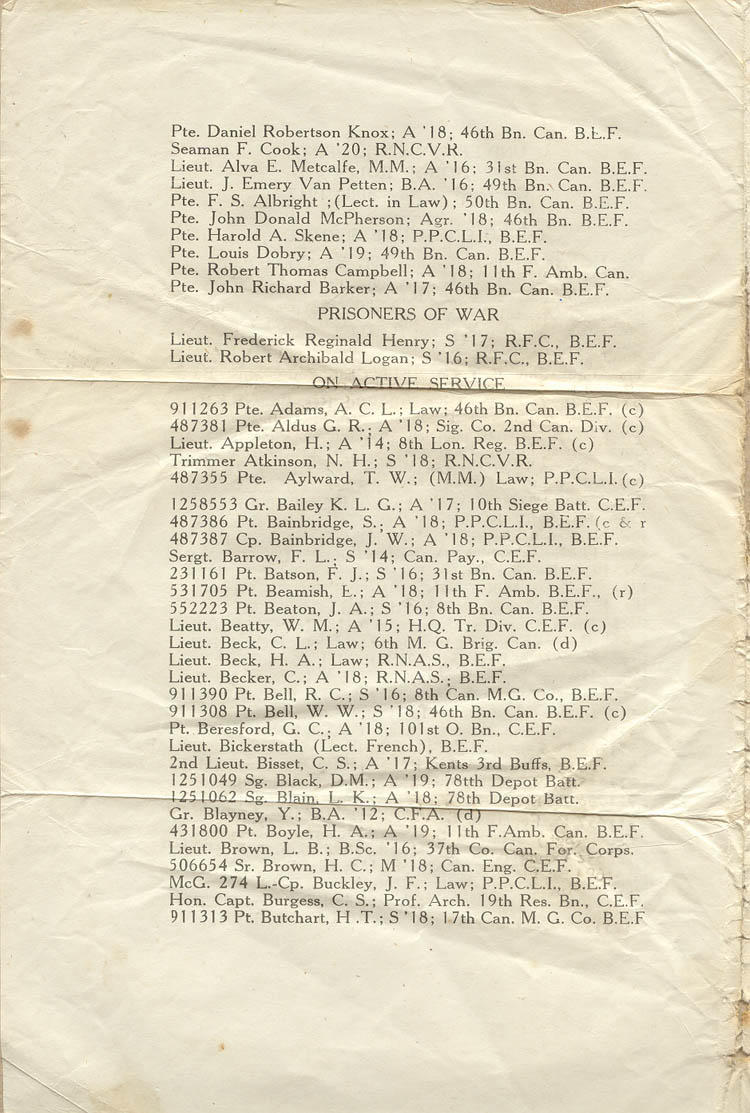 Pte. Daniel Robertson Knox; A '18; 46th Bn. Can. B.E.F.
Seaman F. Cook; A '20; R.N.C.V.R.
Lieut. Alva E. Metcalfe, M.M.; A '16; 31st Bn. Can. B.E.F.
Lieut. J. Emery Van Petten; B.A. '16; 49th Bn. Can. B.E.F.
Pte. F. S. Albright ;(Lect. in Law); 50th Bn. Can. B.E.F.
Pte. John Donald McPherson; Agr. '18; 46th Bn. B.E.F.
Pte. Harold A. Skene; A '18; P.P.C.L.I., B.E.F.
Pte. Louis Dobry; A '19; 49th Bn. Can. B.E.F.
Pte. Robert Thomas Campbell; A '18; 11th F. Amb. Can.
Pte. John Richard Barker; A '17; 46th Bn. Can. B.E.F.
PRISONERS OF WAR
Lieut. Frederick Reginald Henry; S '17; R.F.C., B.E.F.
Lieut. Robert Archibald Logan; S '16; R.F.C., B.E.F.
ON ACTIVE SERVICE
911263 Pte. Adams, A. C. L.; Law; 46th Bn. Can. B.E.F. (c)
487381 Pte. Aldus G. R.; A '18; Sig. Co. 2nd Can. Div. (c)
Lieut. Appleton, H.; A '14; 8th Lon. Reg. B.E.F. (c)
Trimmer Atkinson, N. H.; S '18; R.N.C.V.R.
487355 Pte. Aylward, T. W.; (M.M.) Law; P.P.C.L.I. (c)
1258553 Gr. Bailey K. L. G.; A '17; 10th Siege Batt. C.E.F.
487386 Pt. Bainbridge, S.; A '18; P.P.C.L.I., B.E.F. (c & r
487387 Cp. Bainbridge, J. W.; A '18; P.P.C.L.I., B.E.F.
Sergt. Barrow, F. L.; S '14; Can. Pay., C.E.F.
231161 Pt. Batson, F. J.; S '16; 31st Bn. Can. B.E.F.
531705 Pt. Beamish, E.; A '18; 11th F. Amb. B.E.F., (r)
552223 Pt. Beaton, J. A.; S '16; 8th Bn. Can. B.E.F.
Lieut. Beatty, W. M.; A '15; H.Q. Tr. Div. C.E.F. (c)
Lieut. Beck, C. L.; Law; 6th M. G. Brig. Can. (d)
Lieut. Beck, H. A.; Law; R.N.A.S., B.E.F.
Lieut. Becker, C.; A '18; R.N.A.S.; B.E.F.
911390 Pt. Bell, R. C.; S '16; 8th Can. M.G. Co., B.E.F.
911308 Pt. Bell, W. W.; S '18; 46th Bn. Can. B.E.F. (c)
Pt. Beresford, G. C.; A '18; 101st O. Bn., C.E.F.
Lieut. Bickerstath (Lect. French), B.E.F.
2nd Lieut. Bisset, C. S.; A '17; Kents 3rd Buffs, B.E.F.
1251049 Sg. Black, D.M.; A '19; 78tth Depot Batt.
1251062 Sg. Blain, L. K.; A '18; 78th Depot Batt.
Gr. Blayney, Y.; B.A. '12; C.F.A. (d)
431800 Pt. Boyle, H. A.; A '19; 11th F.Amb. Can. B.E.F.
Lieut. Brown, L. B.; B.Sc. '16; 37th Co. Can. For. Corps.
506654 Sr. Brown, H. C.; M '18; Can. Eng. C.E.F.
McG. 274 L.-Cp. Buckley, J. F.; Law; P.P.C.L.I., B.E.F.
Hon. Capt. Burgess, C. S.; Prof. Arch. 19th Res. Bn., C.E.F.
911313 Pt. Butchart, H .T.; S '18; 17th Can. M. G. Co. B.E.F